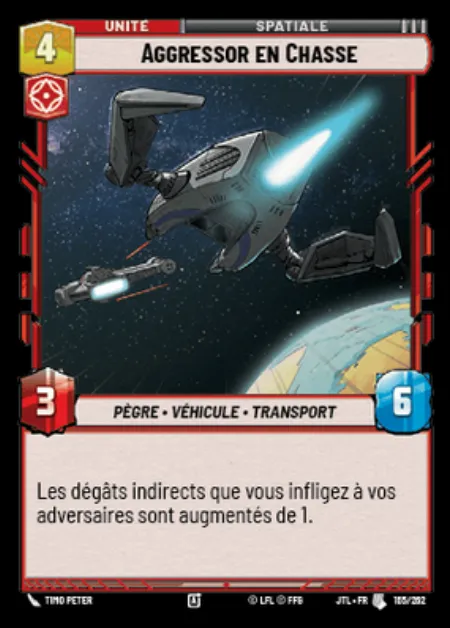 UNITÉ
SPATIALE
4
AGGRESSOR EN CHASSE
3
PÈGRE • VÉHICULE • TRANSPORT
6
Les dégâts indirects que vous infligez à vos
adversaires sont augmentés de 1.
TIMO PETER
A
© LFL © FFG
JTL • FR
165/262